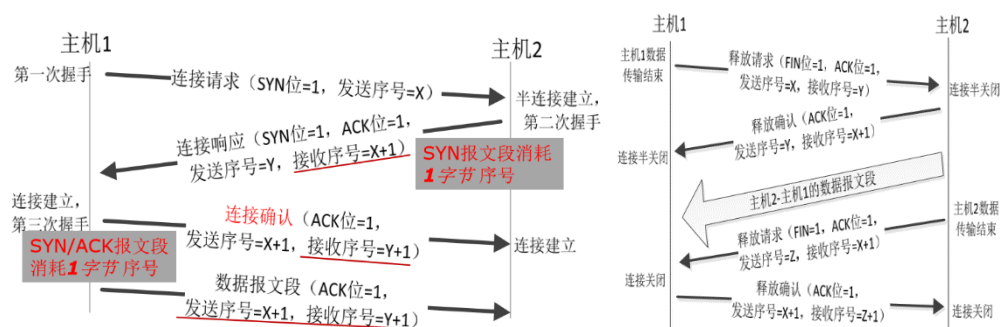 主机1
主机2
第一次握手
连接请求（SYN位=1，发送序号=X）
半连接建立，
第二次握手
连接响应（SYN位=1，ACK位=1，
发送序号=Y，接收序号=X+1）
SYN报文段消耗
1字节序号
连接建立，
第三次握手
SYN/ACK报文段
消耗1字节序号
连接确认（ACK位=1，
发送序号=X+1，接收序号=Y+1）
连接建立
数据报文段（ACK位=1，
发送序号=X+1，接收序号=Y+1）
主机1
主机2
主机1数据
传输结束
释放请求（FIN位=1，ACK位=1，
发送序号=X，接收序号=Y）
连接半关闭
释放确认（ACK位=1，
发送序号=Y，接收序号=X+1）
连接半关闭
主机2-主机1的数据报文段
主机2数据
传输结束
释放请求（FIN=1，ACK位=1，
发送序号=Z，接收序号=X+1）
连接关闭
释放确认（ACK位=1，
发送序号=X+1，接收序号=Z+1）
连接关闭